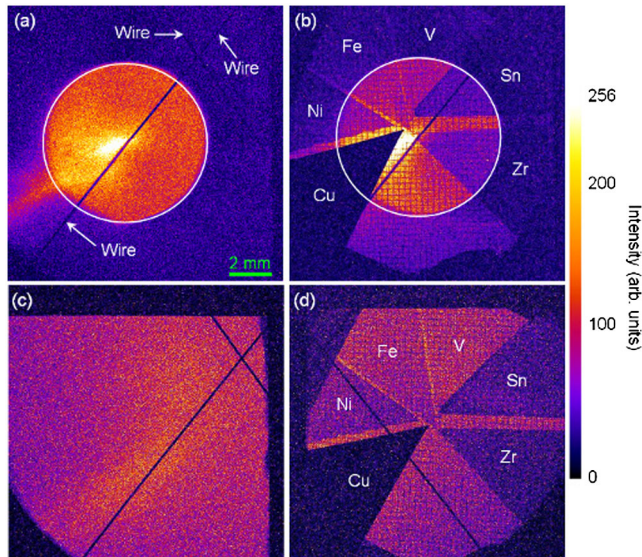 (a)
Wire
Wire
Wire
2 mm
(b)
Fe
V
Sn
Ni
Cu
Zr
(c)
(d)
Fe
V
Sn
Ni
Cu
Zr
256
200
100
0
Intensity (arb. units)